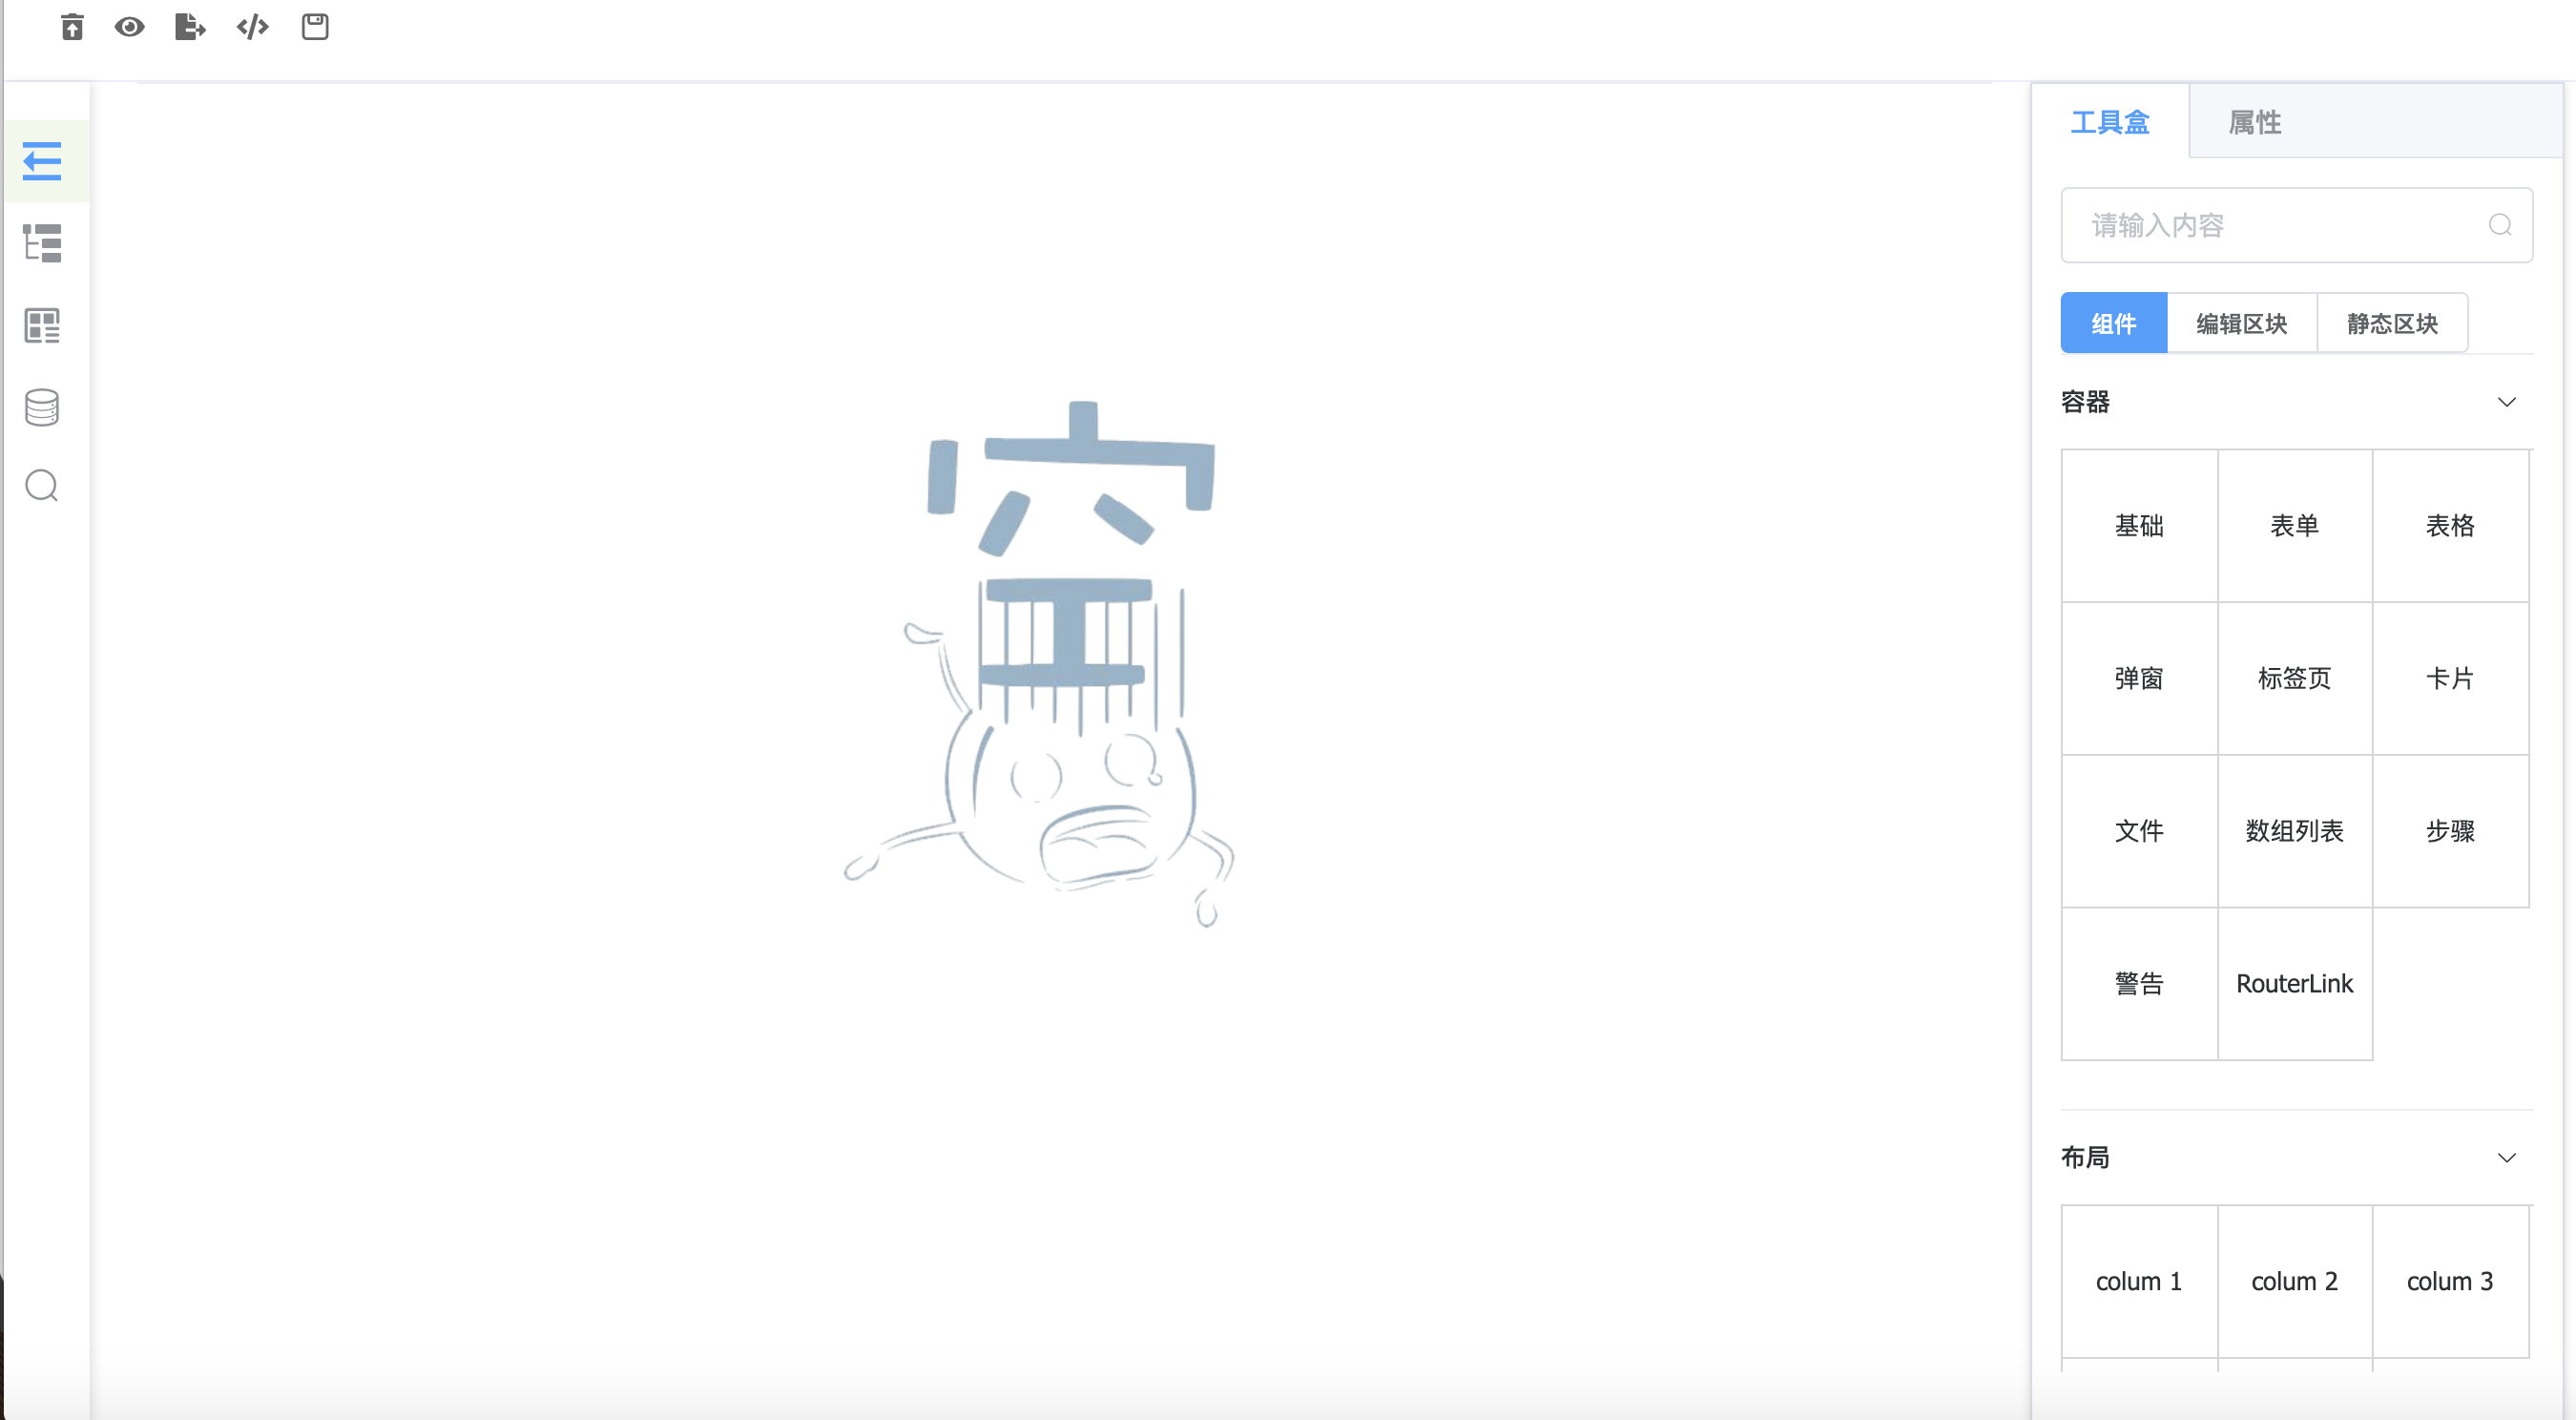 工具盒
属性
请输入内容
组件
编辑区块
静态区块
容器
基础
表单
表格
弹窗
标签页
卡片
文件
数组列表
步骤
警告
RouterLink
布局
colum 1
colum 2
colum 3
空